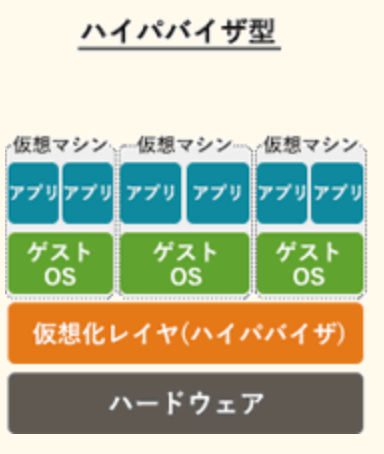 ハイパバイザ型
仮想マシン 仮想マシン 仮想マシン
アプリ アプリ アプリ アプリ アプリ アプリ
ゲスト ゲスト ゲスト
OS OS OS
仮想化レイヤ(ハイパバイザ)
ハードウェア